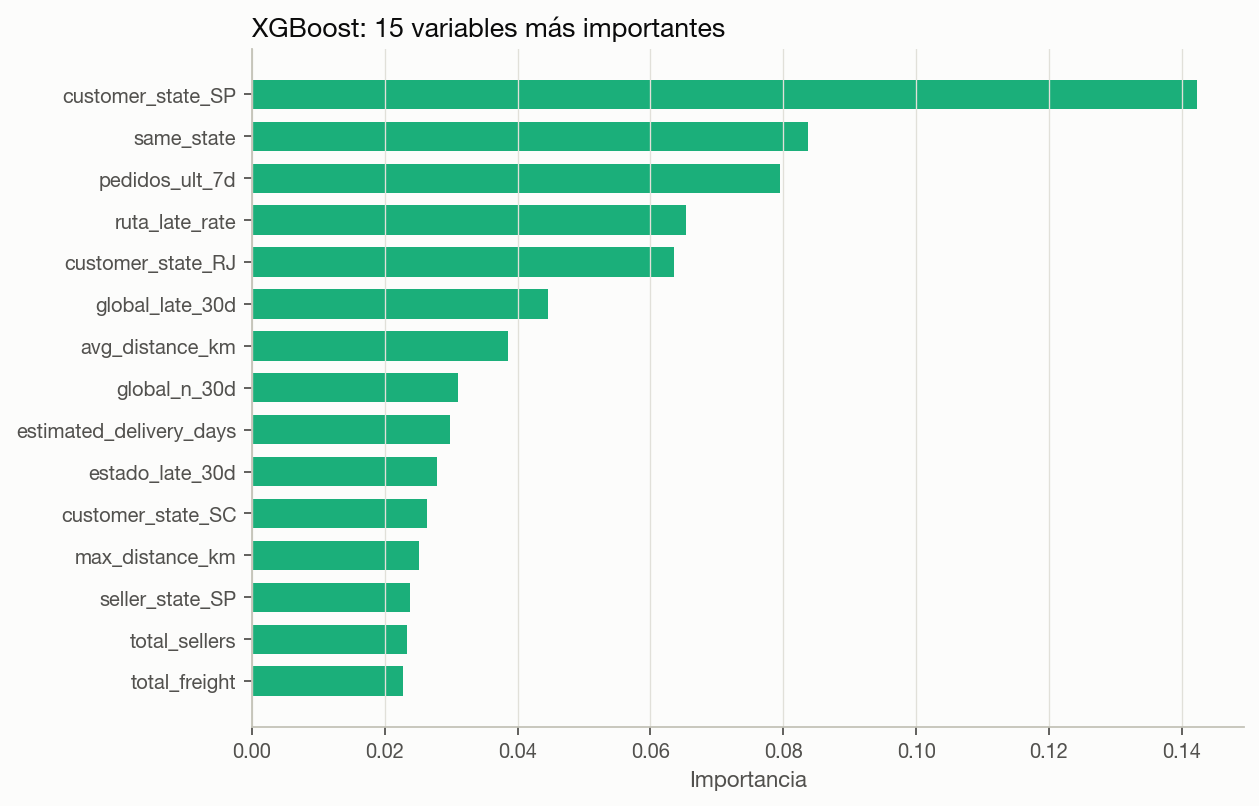 XGBoost: 15 variables más importantes
customer_state_SP
same_state
pedidos_ult_7d
ruta_late_rate
customer_state_RJ
global_late_30d
avg_distance_km
global_n_30d
estimated_delivery_days
estado_late_30d
customer_state_SC
max_distance_km
seller_state_SP
total_sellers
total_freight
0.00 0.02 0.04 0.06 0.08 0.10 0.12 0.14
Importancia